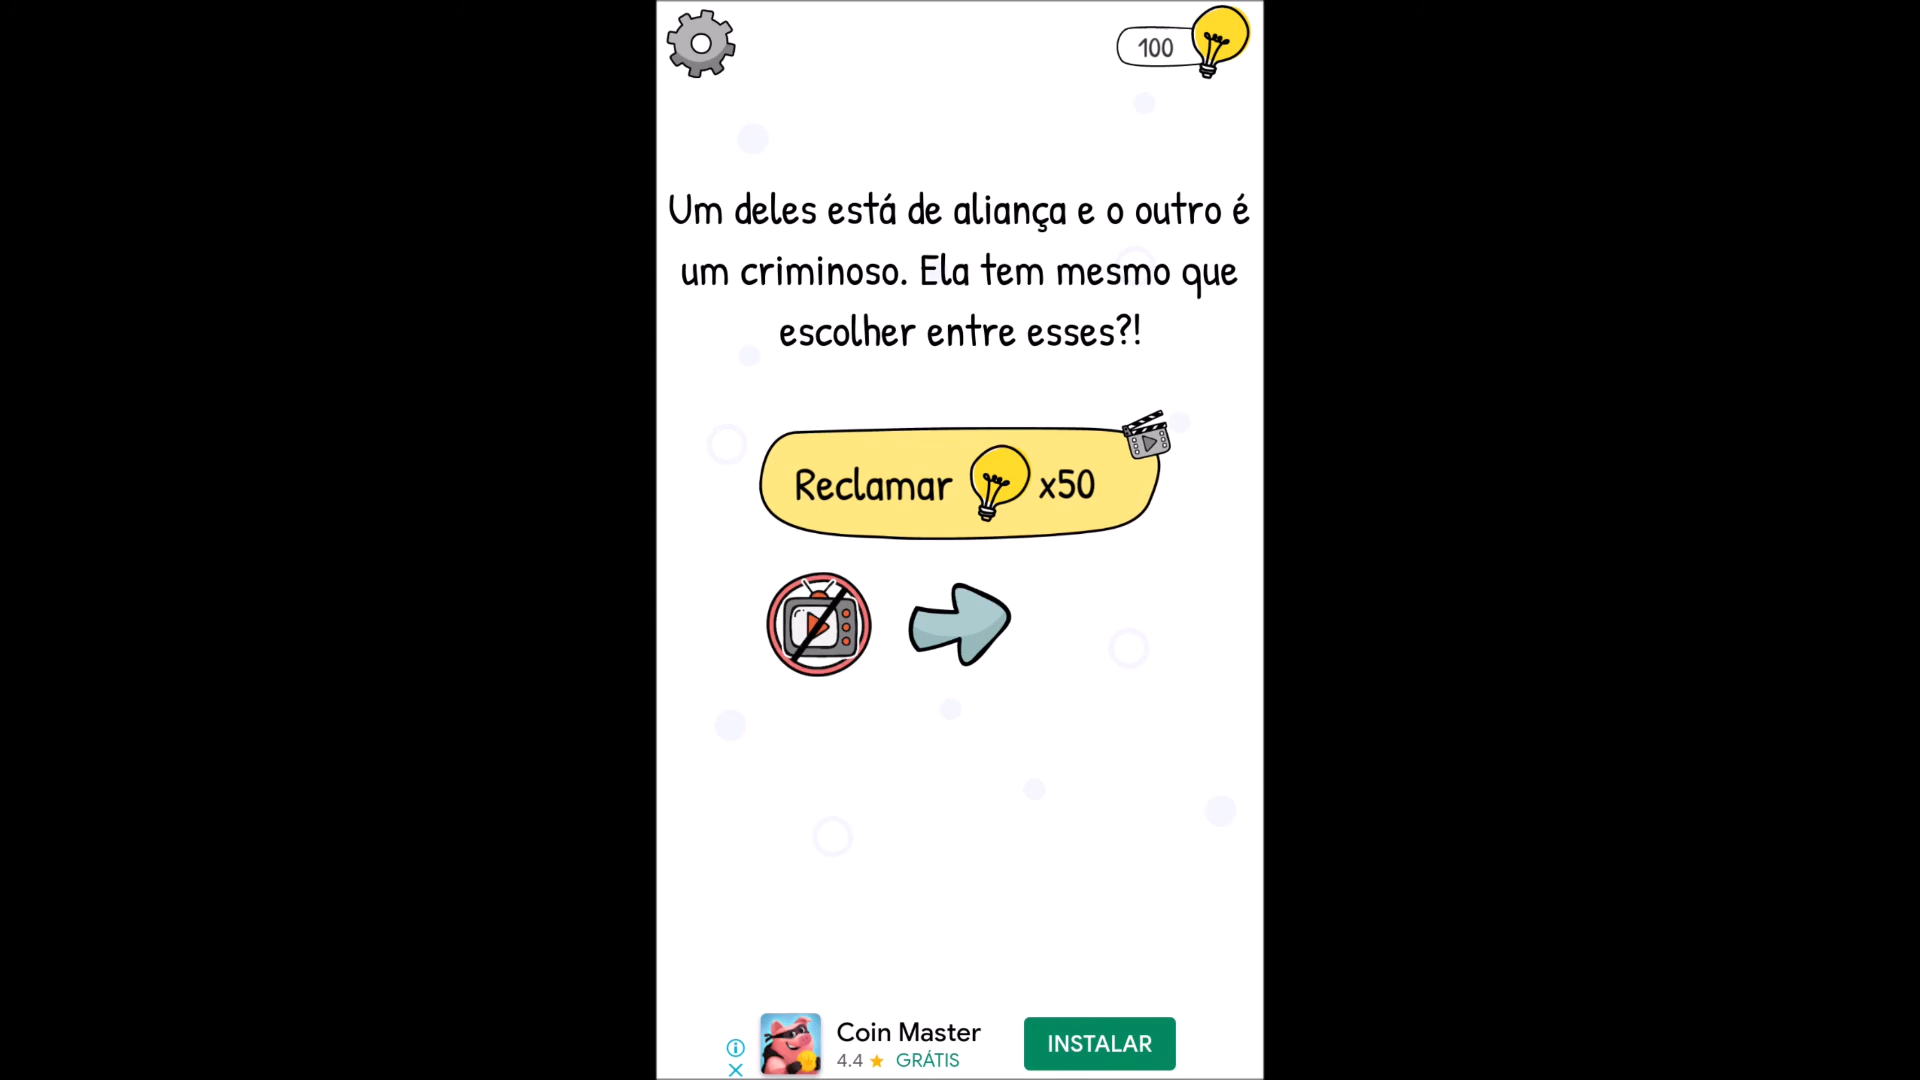 100
Um deles está de aliança e o outro é
um criminoso. Ela tem mesmo que
escolher entre esses?!
Reclamar x50
Coin Master
4.4 ★ GRÁTIS
INSTALAR